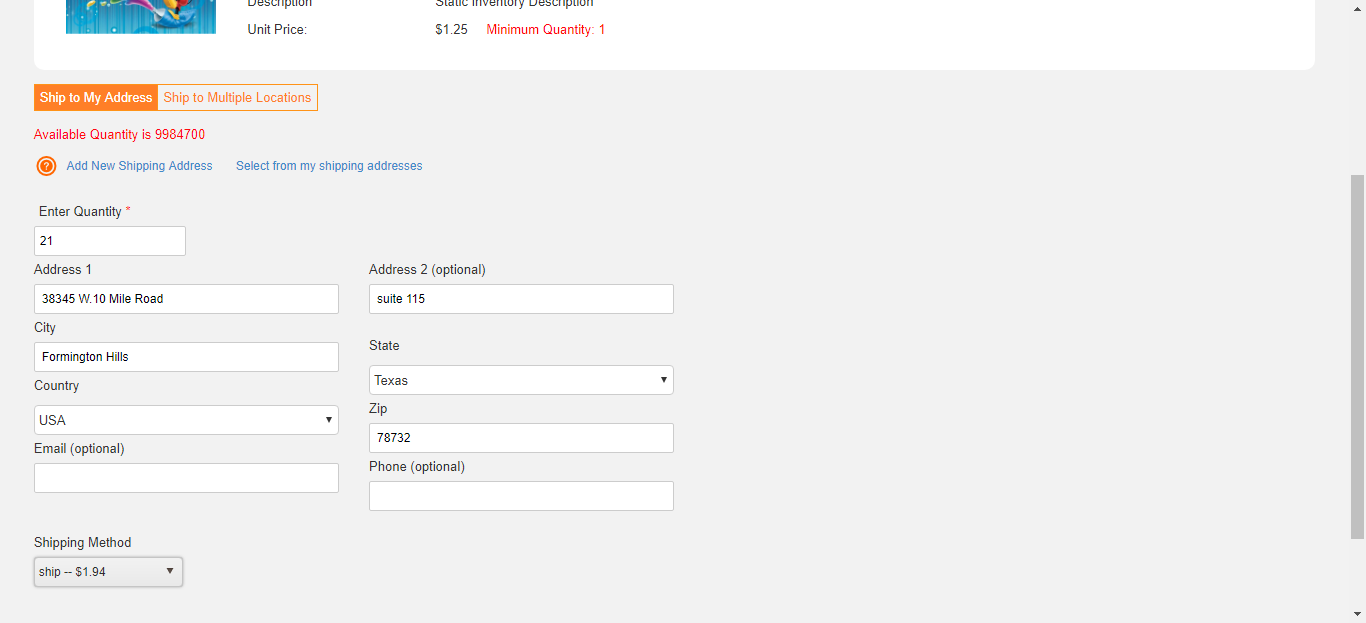 Description Static Inventory Description
Unit Price: $1.25 Minimum Quantity: 1
Ship to My Address Ship to Multiple Locations
Available Quantity is 9984700
? Add New Shipping Address Select from my shipping addresses
Enter Quantity *
21
Address 1 Address 2 (optional)
38345 W.10 Mile Road suite 115
City
State
Formington Hills
Texas
Country
Zip
USA
78732
Email (optional)
Phone (optional)
Shipping Method
ship -- $1.94